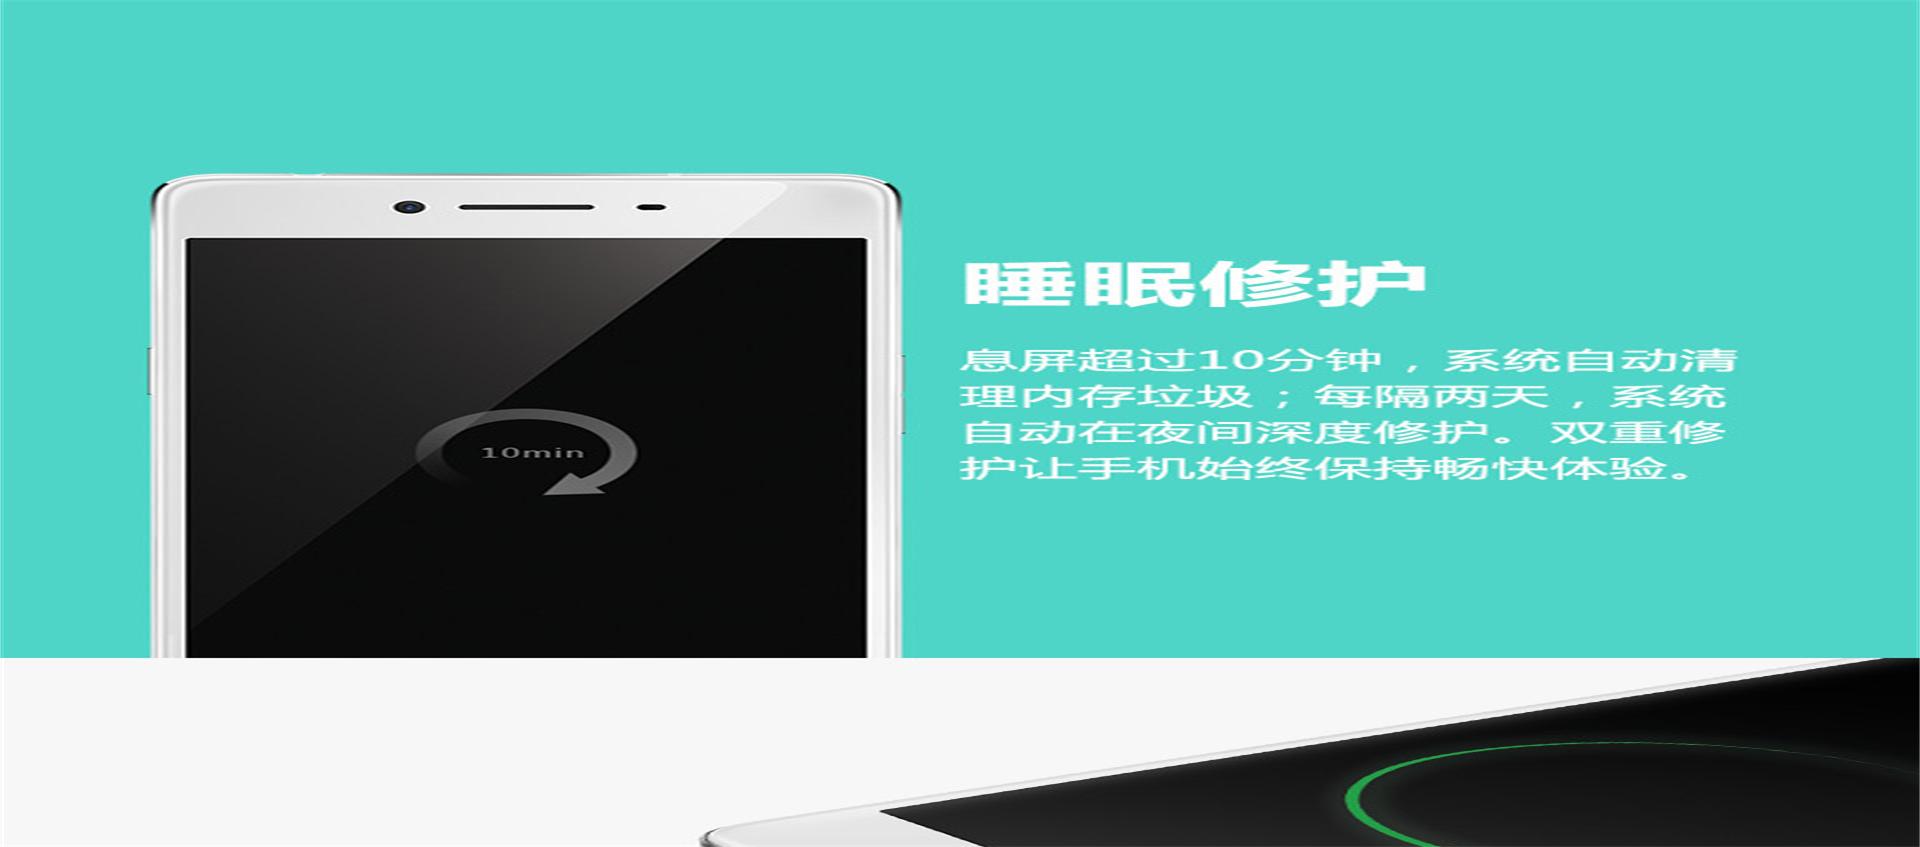 10min
睡眠修护
息屏超过10分钟，系统自动清
理内存垃圾；每隔两天，系统
自动在夜间深度修护。双重修
护让手机始终保持畅快体验。